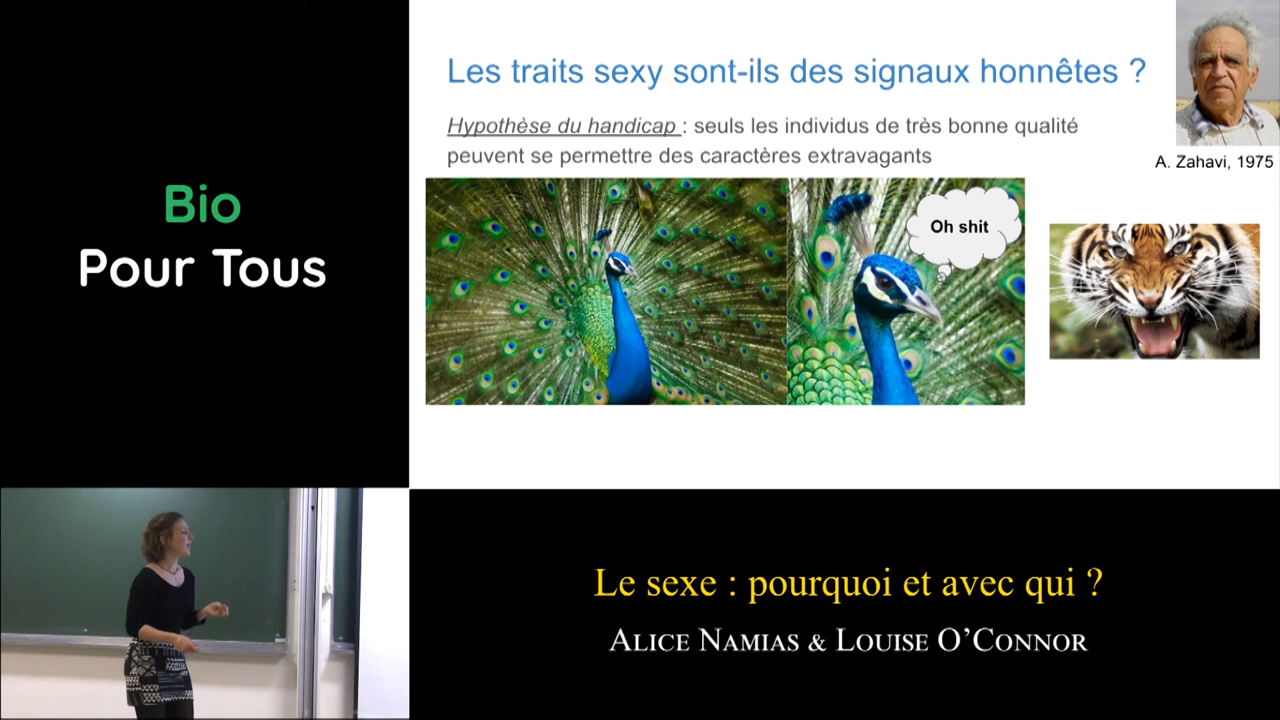 Bio
Pour Tous
Les traits sexy sont-ils des signaux honnêtes ?
Hypothèse du handicap : seuls les individus de très bonne qualité
peuvent se permettre des caractères extravagants
A. Zahavi, 1975
Oh shit
Le sexe : pourquoi et avec qui ?
ALICE NAMIAS & LOUISE O'CONNOR